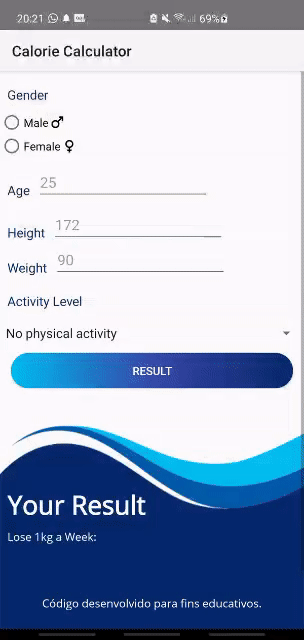 20:21 69%
Calorie Calculator
Gender
Male
Female
Age 25
Height 172
Weight 90
Activity Level
No physical activity
RESULT
Your Result
Lose 1kg a Week:
Código desenvolvido para fins educativos.